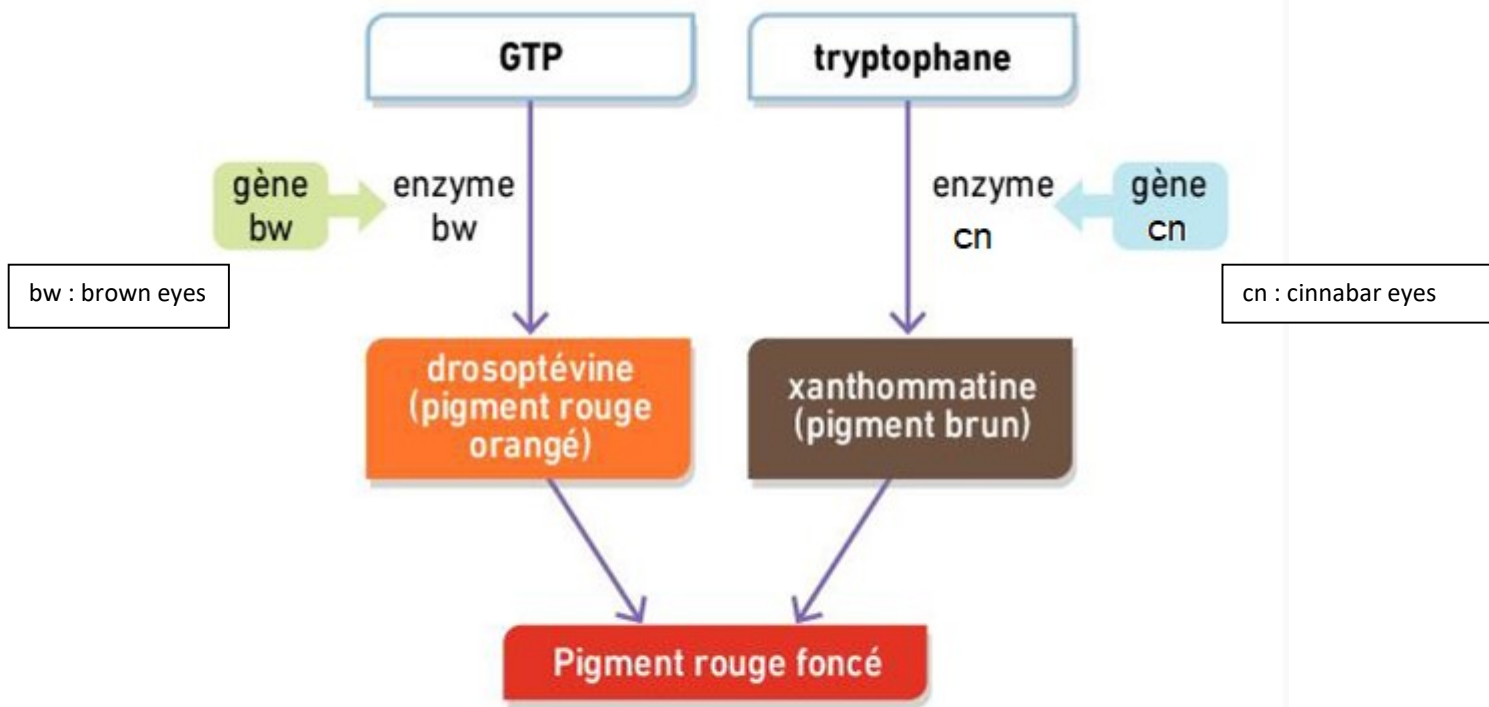 GTP
tryptophane
gène
bw
enzyme
bw
enzyme
cn
gène
cn
bw : brown eyes
cn : cinnabar eyes
drosoptévine
(pigment rouge
orangé)
xanthommatine
(pigment brun)
Pigment rouge foncé